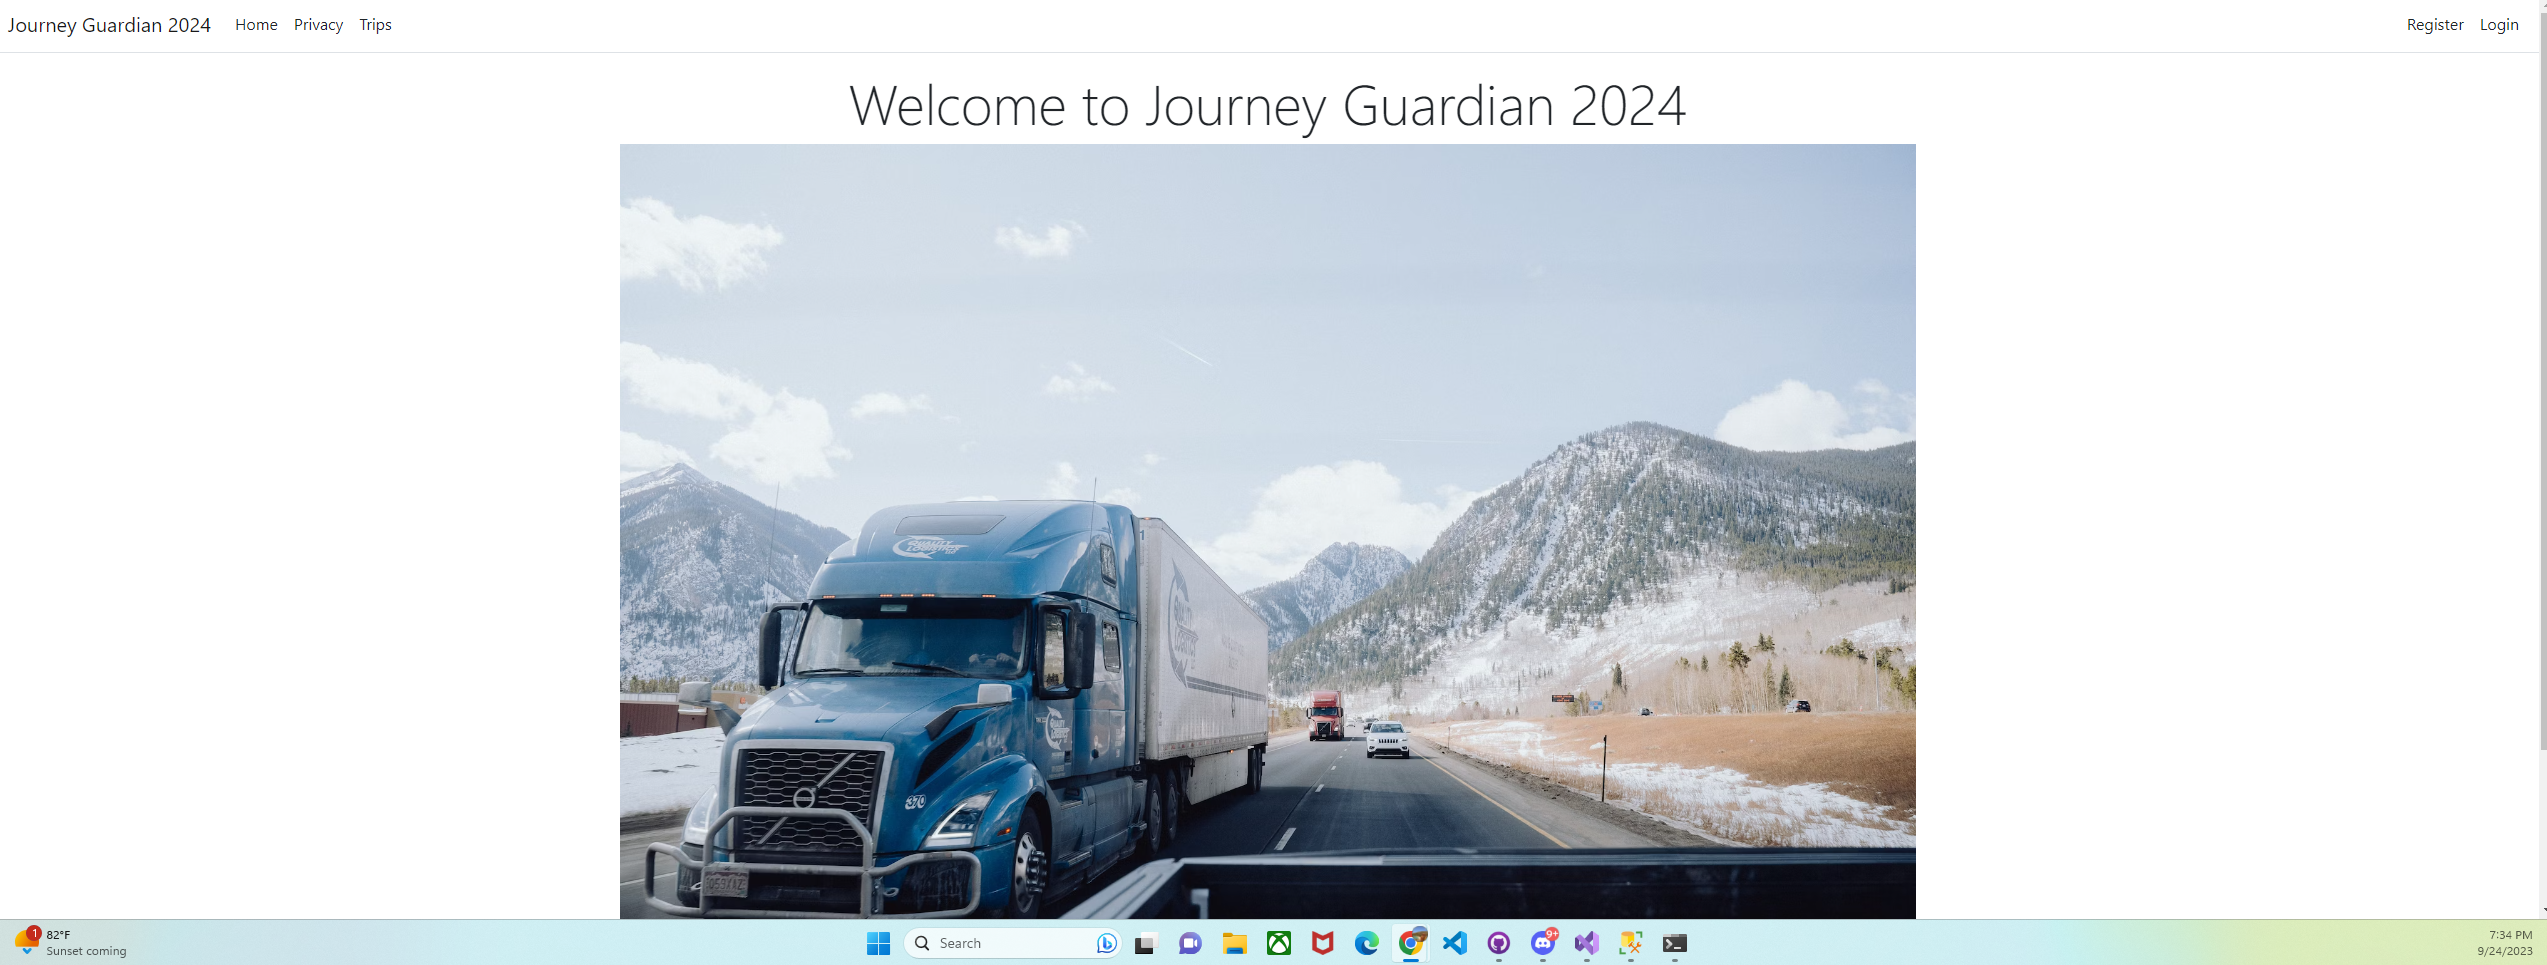 Journey Guardian 2024 Home Privacy Trips Register Login
Welcome to Journey Guardian 2024
370
1
82°F
Sunset coming
Search
9+
7:34 PM
9/24/2023